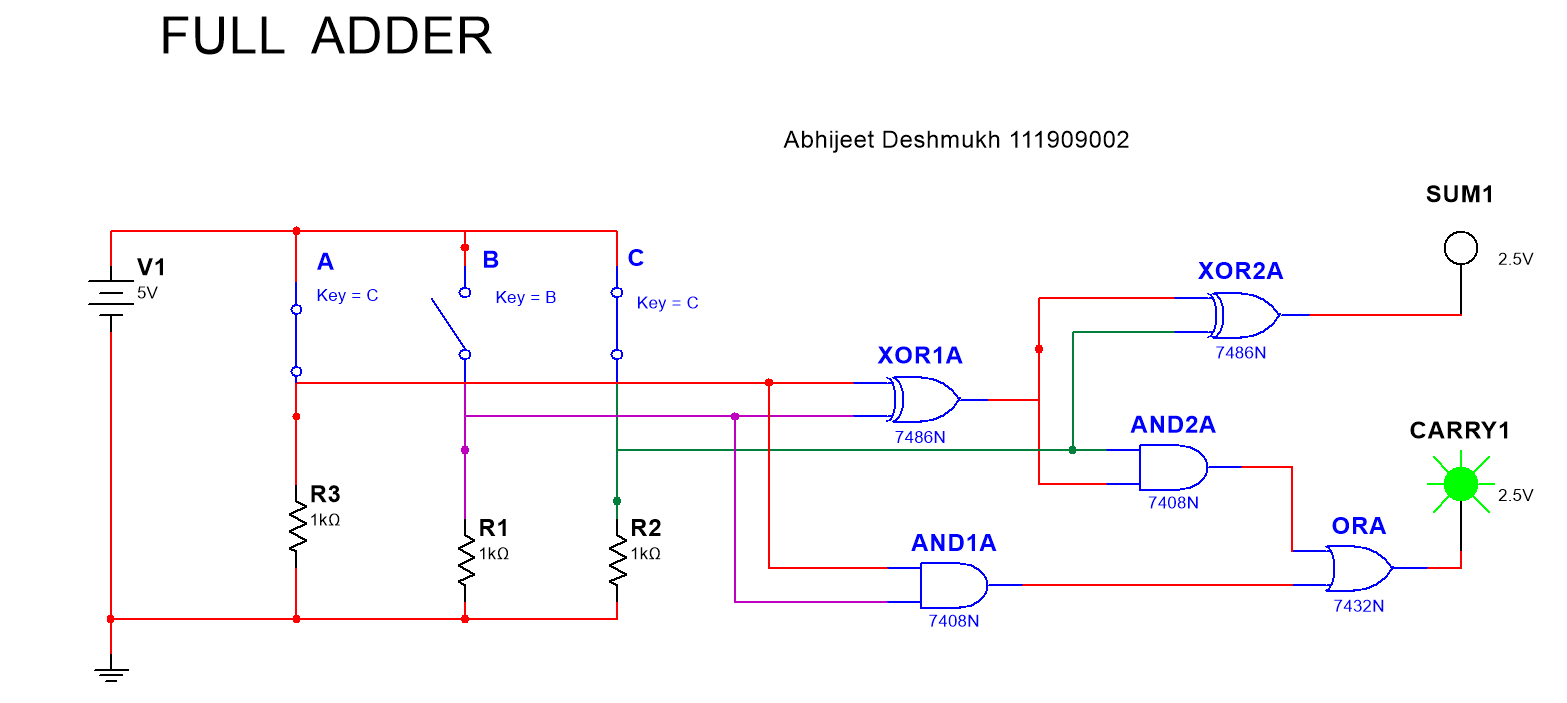 FULL ADDER
Abhijeet Deshmukh 111909002
SUM1
2.5V
V1
5V
A
Key = C
B
Key = B
C
Key = C
XOR2A
7486N
XOR1A
7486N
AND2A
7408N
CARRY1
2.5V
R3
1kΩ
R1
1kΩ
R2
1kΩ
AND1A
7408N
ORA
7432N